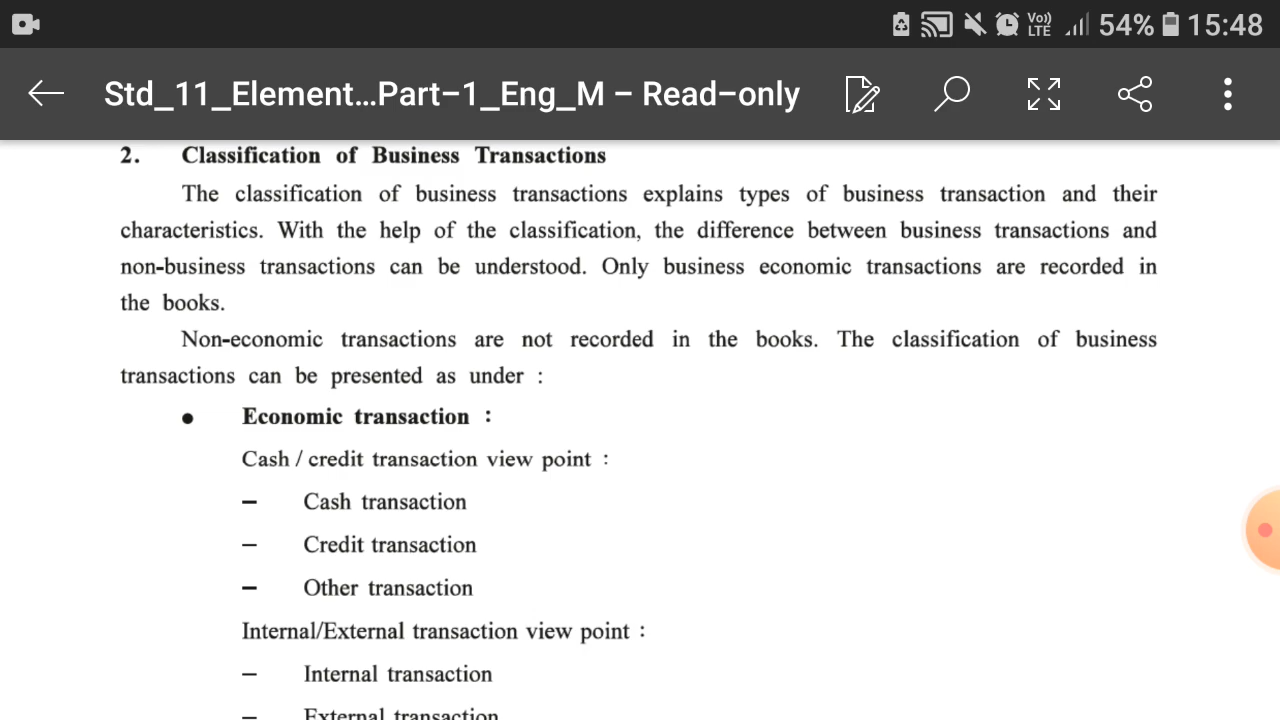 Vo))
LTE
54%
15:48
Std_11_Element...Part-1_Eng_M – Read-only
2. Classification of Business Transactions
The classification of business transactions explains types of business transaction and their
characteristics. With the help of the classification, the difference between business transactions and
non-business transactions can be understood. Only business economic transactions are recorded in
the books.
Non-economic transactions are not recorded in the books. The classification of business
transactions can be presented as under :
• Economic transaction :
Cash / credit transaction view point :
– Cash transaction
– Credit transaction
– Other transaction
Internal/External transaction view point :
– Internal transaction
– External transaction